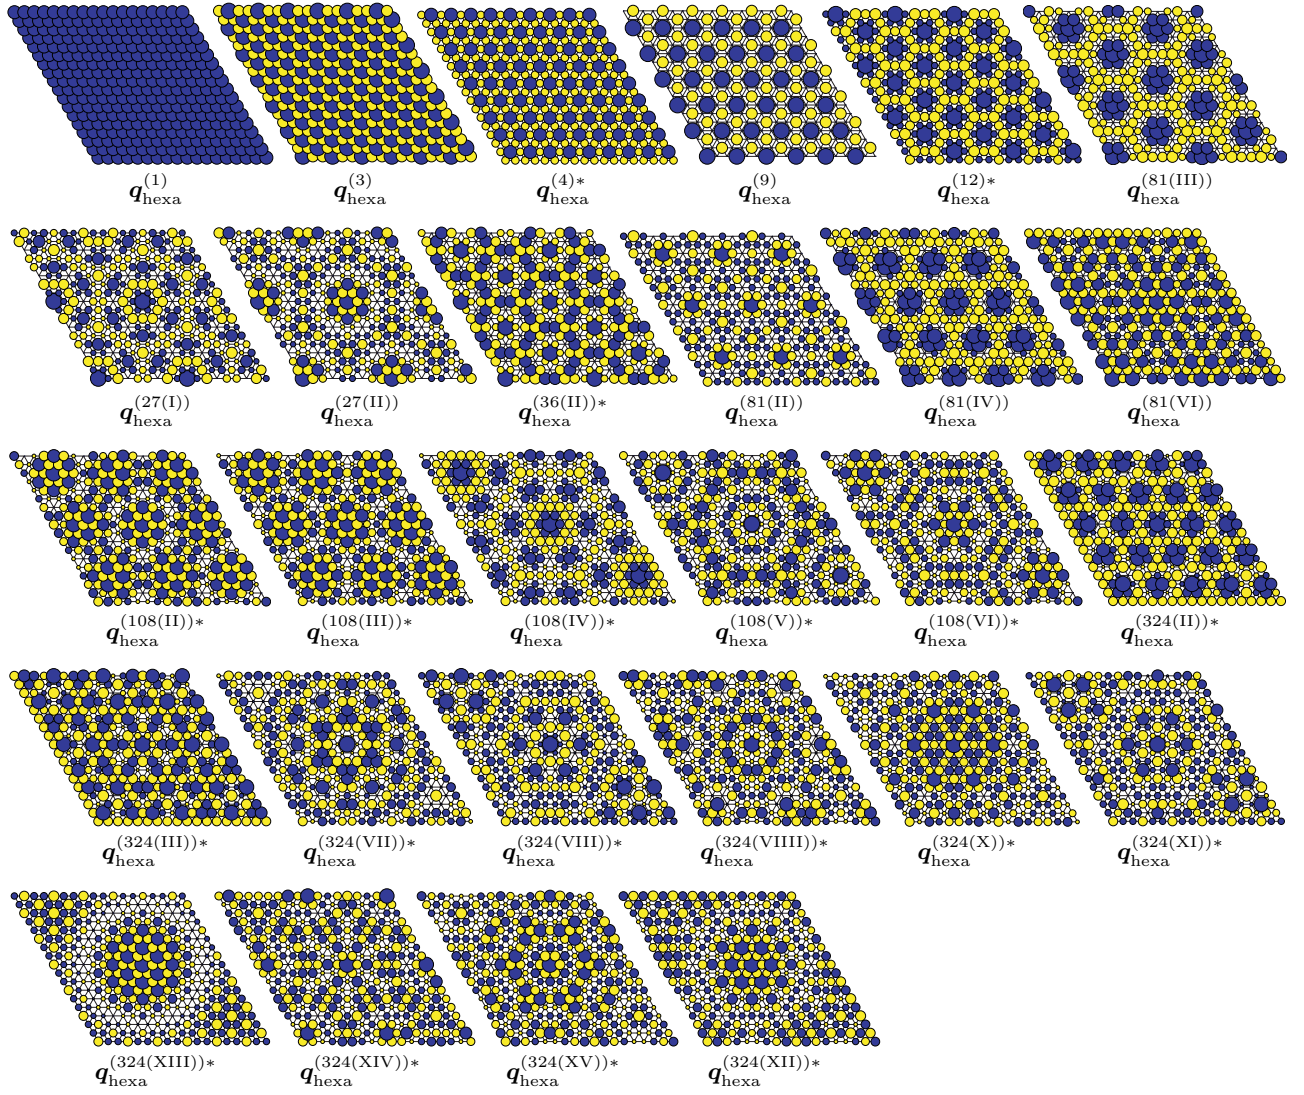 q_hexa^(1) q_hexa^(3) q_hexa^(4)* q_hexa^(9) q_hexa^(12)* q_hexa^(81(III))
q_hexa^(27(I)) q_hexa^(27(II)) q_hexa^(36(II))* q_hexa^(81(II)) q_hexa^(81(IV)) q_hexa^(81(VI))
q_hexa^(108(II))* q_hexa^(108(III))* q_hexa^(108(IV))* q_hexa^(108(V))* q_hexa^(108(VI))* q_hexa^(324(II))*
q_hexa^(324(III))* q_hexa^(324(VII))* q_hexa^(324(VIII))* q_hexa^(324(VIIII))* q_hexa^(324(X))* q_hexa^(324(XI))*
q_hexa^(324(XIII))* q_hexa^(324(XIV))* q_hexa^(324(XV))* q_hexa^(324(XII))*